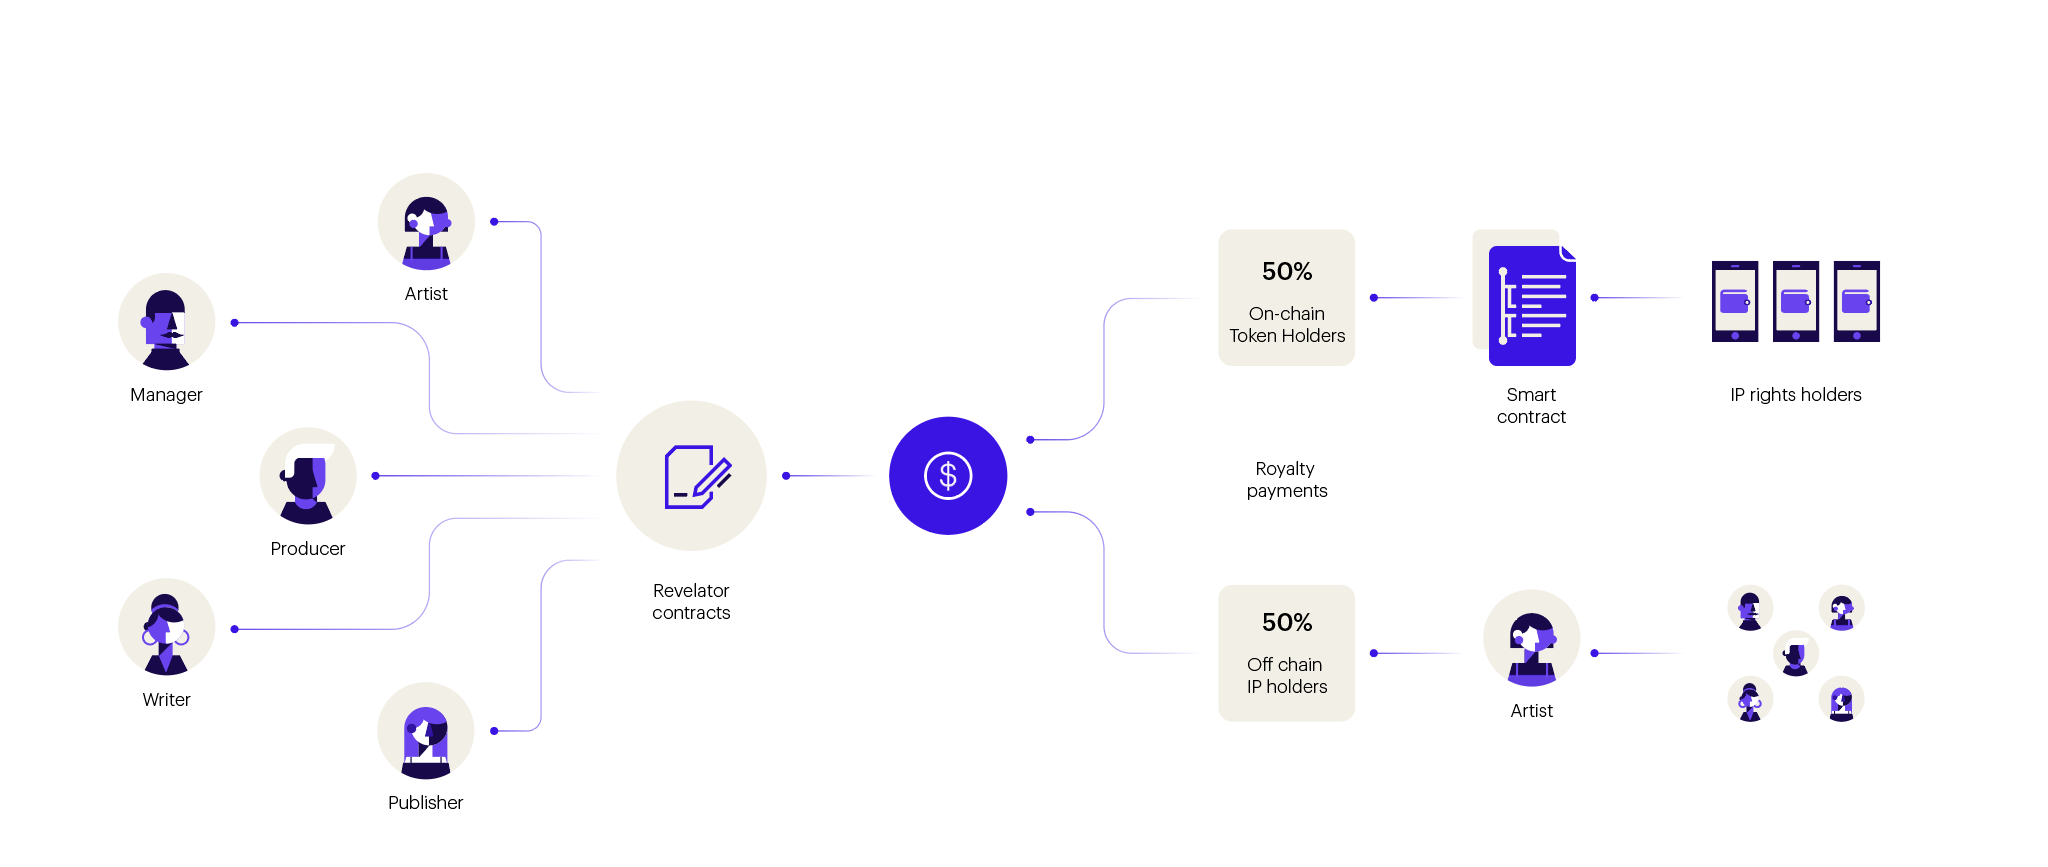 Artist
Manager
Producer
Writer
Publisher
Revelator
contracts
$
50%
On-chain
Token Holders
Smart
contract
IP rights holders
Royalty
payments
50%
Off chain
IP holders
Artist